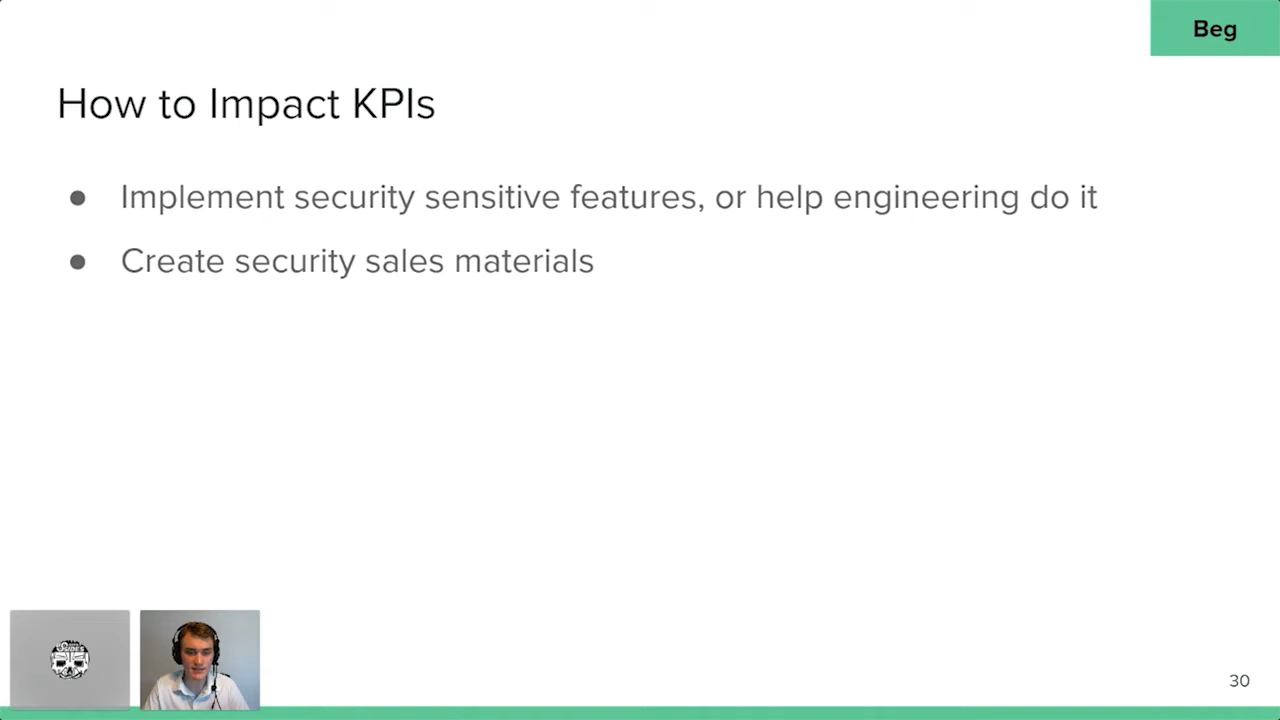 Beg
How to Impact KPIs
● Implement security sensitive features, or help engineering do it
● Create security sales materials
SIDES
30